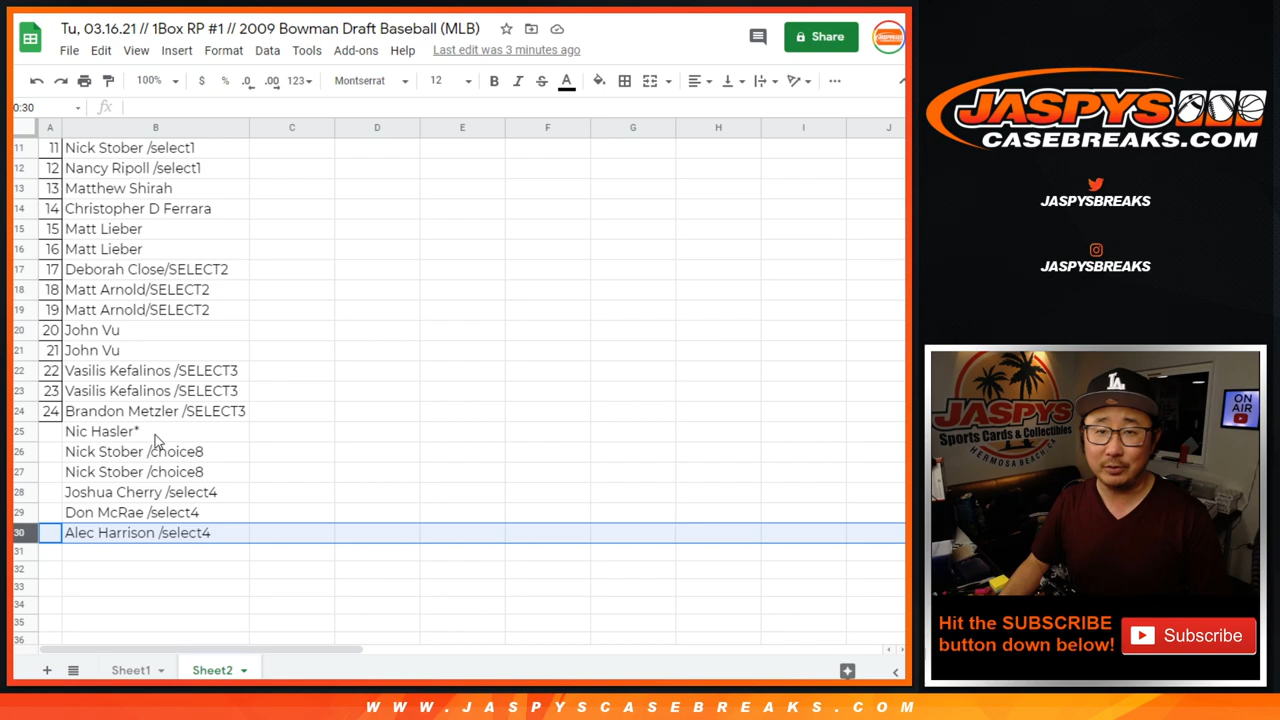 Tu, 03.16.21 // 1Box RP #1 // 2009 Bowman Draft Baseball (MLB)
File Edit View Insert Format Data Tools Add-ons Help Last edit was 3 minutes ago
Share
100% $ % .0 .00 123 Montserrat 12 B I S A
0:30 fx
A B C D E F G H I J
11 11 Nick Stober /select1
12 12 Nancy Ripoll /select1
13 13 Matthew Shirah
14 14 Christopher D Ferrara
15 15 Matt Lieber
16 16 Matt Lieber
17 17 Deborah Close/SELECT2
18 18 Matt Arnold/SELECT2
19 19 Matt Arnold/SELECT2
20 20 John Vu
21 21 John Vu
22 22 Vasilis Kefalinos /SELECT3
23 23 Vasilis Kefalinos /SELECT3
24 24 Brandon Metzler /SELECT3
25 Nic Hasler*
26 Nick Stober /choice8
27 Nick Stober /choice8
28 Joshua Cherry /select4
29 Don McRae /select4
30 Alec Harrison /select4
31
32
33
34
35
36
Sheet1 Sheet2
JASPYS
CASEBREAKS.COM
JASPYSBREAKS
JASPYSBREAKS
JASPYS
Sports Cards & Collectibles
HERMOSA BEACH, CA
LA
ON
AIR
Hit the SUBSCRIBE
button down below!
Subscribe
WWW.JASPYSCASEBREAKS.COM